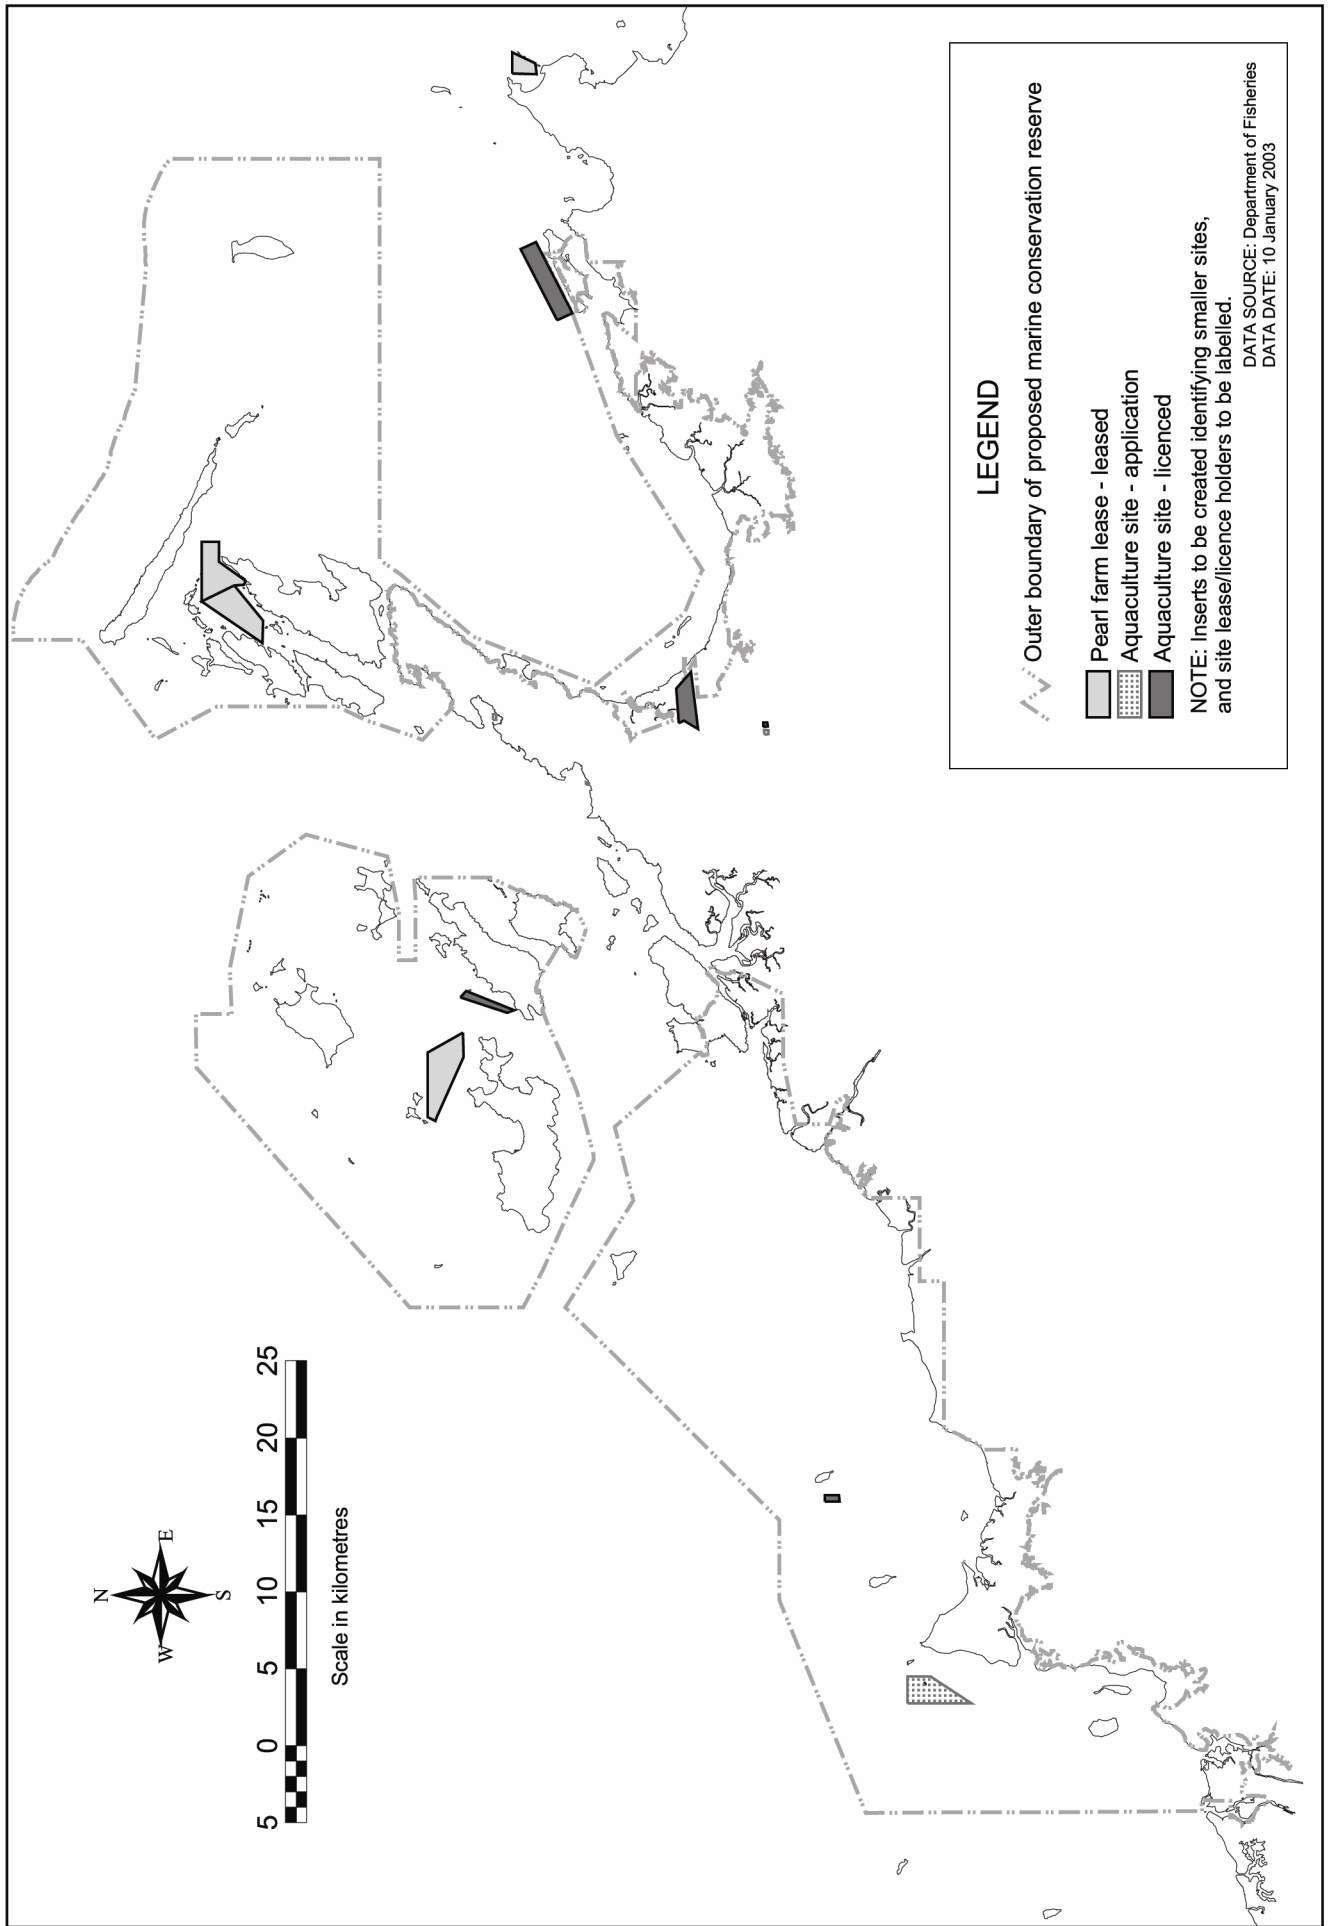 N
W
E
S
5 0 5 10 15 20 25
Scale in kilometres
LEGEND
Outer boundary of proposed marine conservation reserve
Pearl farm lease - leased
Aquaculture site - application
Aquaculture site - licenced
NOTE: Inserts to be created identifying smaller sites,
and site lease/licence holders to be labelled.
DATA SOURCE: Department of Fisheries
DATA DATE: 10 January 2003